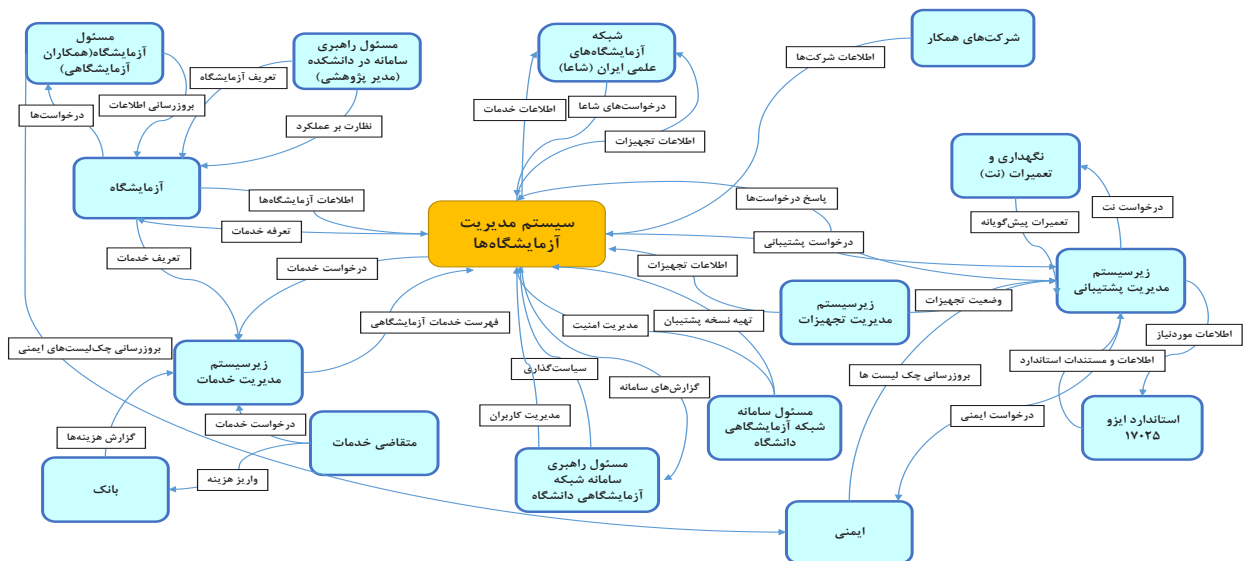 شرکت‌های همکار
شبکه
آزمایشگاه‌های
علمی ایران (شاعا)
مسئول راهبری
سامانه در دانشکده
(مدیر پژوهشی)
مسئول
آزمایشگاه(همکاران
آزمایشگاهی)
اطلاعات شرکت‌ها
تعریف آزمایشگاه
درخواست‌ها
بروزرسانی اطلاعات
اطلاعات خدمات
درخواست‌های شاعا
نظارت بر عملکرد
اطلاعات تجهیزات
نگهداری و
تعمیرات (نت)
آزمایشگاه
اطلاعات آزمایشگاه‌ها
پاسخ درخواست‌ها
درخواست نت
تعمیرات پیش‌گویانه
سیستم مدیریت
آزمایشگاه‌ها
تعرفه خدمات
درخواست پشتیبانی
تعریف خدمات
درخواست خدمات
اطلاعات تجهیزات
زیرسیستم
مدیریت پشتیبانی
زیرسیستم
مدیریت تجهیزات
وضعیت تجهیزات
فهرست خدمات آزمایشگاهی
مدیریت امنیت
تهیه نسخه پشتیبان
اطلاعات موردنیاز
بروزرسانی چک‌لیست‌های ایمنی
اطلاعات و مستندات استاندارد
زیرسیستم
مدیریت خدمات
سیاست‌گذاری
بروزرسانی چک لیست ها
گزارش‌های سامانه
مدیریت کاربران
درخواست خدمات
درخواست ایمنی
مسئول سامانه
شبکه آزمایشگاهی
دانشگاه
استاندارد ایزو
۱۷۰۲۵
گزارش هزینه‌ها
متقاضی خدمات
مسئول راهبری
سامانه شبکه
آزمایشگاهی دانشگاه
واریز هزینه
بانک
ایمنی